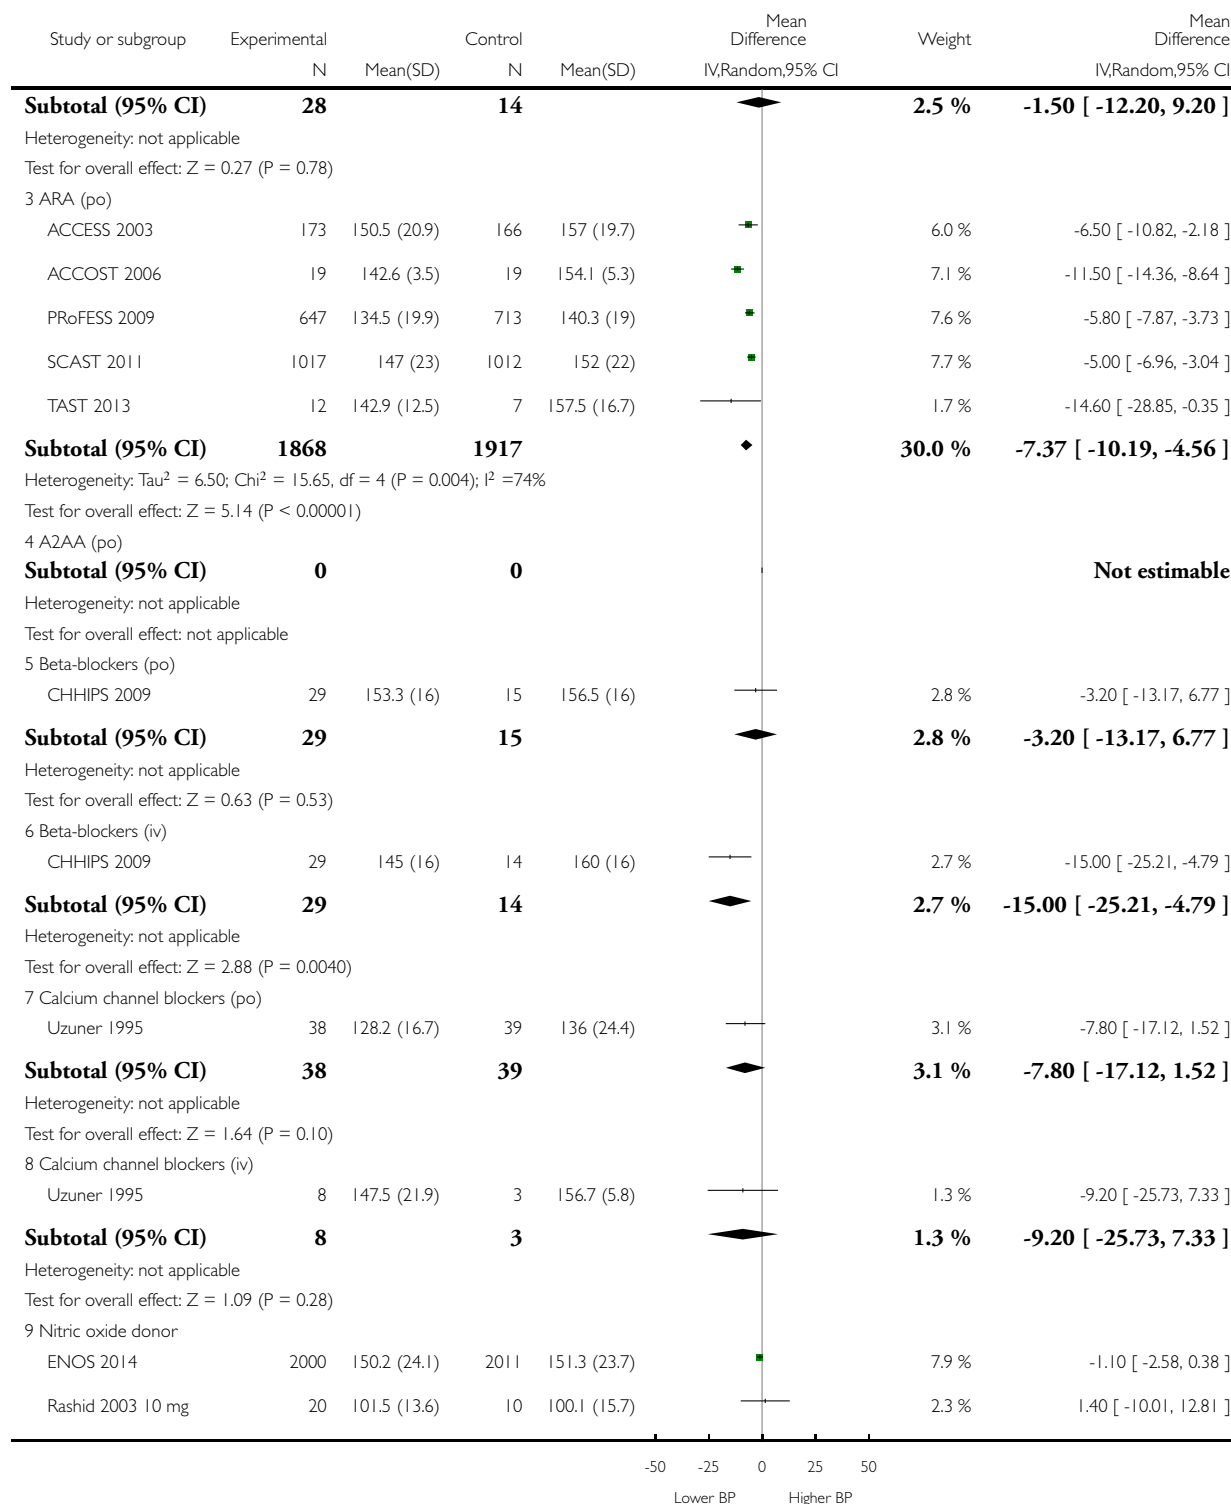 Study or subgroup Experimental Control Mean Difference Weight Mean Difference
N Mean(SD) N Mean(SD) IV,Random,95% CI IV,Random,95% CI
Subtotal (95% CI) 28 14 2.5 % -1.50 [ -12.20, 9.20 ]
Heterogeneity: not applicable
Test for overall effect: Z = 0.27 (P = 0.78)
3 ARA (po)
ACCESS 2003 173 150.5 (20.9) 166 157 (19.7) 6.0 % -6.50 [ -10.82, -2.18 ]
ACCOST 2006 19 142.6 (3.5) 19 154.1 (5.3) 7.1 % -11.50 [ -14.36, -8.64 ]
PRoFESS 2009 647 134.5 (19.9) 713 140.3 (19) 7.6 % -5.80 [ -7.87, -3.73 ]
SCAST 2011 1017 147 (23) 1012 152 (22) 7.7 % -5.00 [ -6.96, -3.04 ]
TAST 2013 12 142.9 (12.5) 7 157.5 (16.7) 1.7 % -14.60 [ -28.85, -0.35 ]
Subtotal (95% CI) 1868 1917 30.0 % -7.37 [ -10.19, -4.56 ]
Heterogeneity: Tau² = 6.50; Chi² = 15.65, df = 4 (P = 0.004); I² =74%
Test for overall effect: Z = 5.14 (P < 0.00001)
4 A2AA (po)
Subtotal (95% CI) 0 0 Not estimable
Heterogeneity: not applicable
Test for overall effect: not applicable
5 Beta-blockers (po)
CHHIPS 2009 29 153.3 (16) 15 156.5 (16) 2.8 % -3.20 [ -13.17, 6.77 ]
Subtotal (95% CI) 29 15 2.8 % -3.20 [ -13.17, 6.77 ]
Heterogeneity: not applicable
Test for overall effect: Z = 0.63 (P = 0.53)
6 Beta-blockers (iv)
CHHIPS 2009 29 145 (16) 14 160 (16) 2.7 % -15.00 [ -25.21, -4.79 ]
Subtotal (95% CI) 29 14 2.7 % -15.00 [ -25.21, -4.79 ]
Heterogeneity: not applicable
Test for overall effect: Z = 2.88 (P = 0.0040)
7 Calcium channel blockers (po)
Uzuner 1995 38 128.2 (16.7) 39 136 (24.4) 3.1 % -7.80 [ -17.12, 1.52 ]
Subtotal (95% CI) 38 39 3.1 % -7.80 [ -17.12, 1.52 ]
Heterogeneity: not applicable
Test for overall effect: Z = 1.64 (P = 0.10)
8 Calcium channel blockers (iv)
Uzuner 1995 8 147.5 (21.9) 3 156.7 (5.8) 1.3 % -9.20 [ -25.73, 7.33 ]
Subtotal (95% CI) 8 3 1.3 % -9.20 [ -25.73, 7.33 ]
Heterogeneity: not applicable
Test for overall effect: Z = 1.09 (P = 0.28)
9 Nitric oxide donor
ENOS 2014 2000 150.2 (24.1) 2011 151.3 (23.7) 7.9 % -1.10 [ -2.58, 0.38 ]
Rashid 2003 10 mg 20 101.5 (13.6) 10 100.1 (15.7) 2.3 % 1.40 [ -10.01, 12.81 ]
-50 -25 0 25 50
Lower BP Higher BP